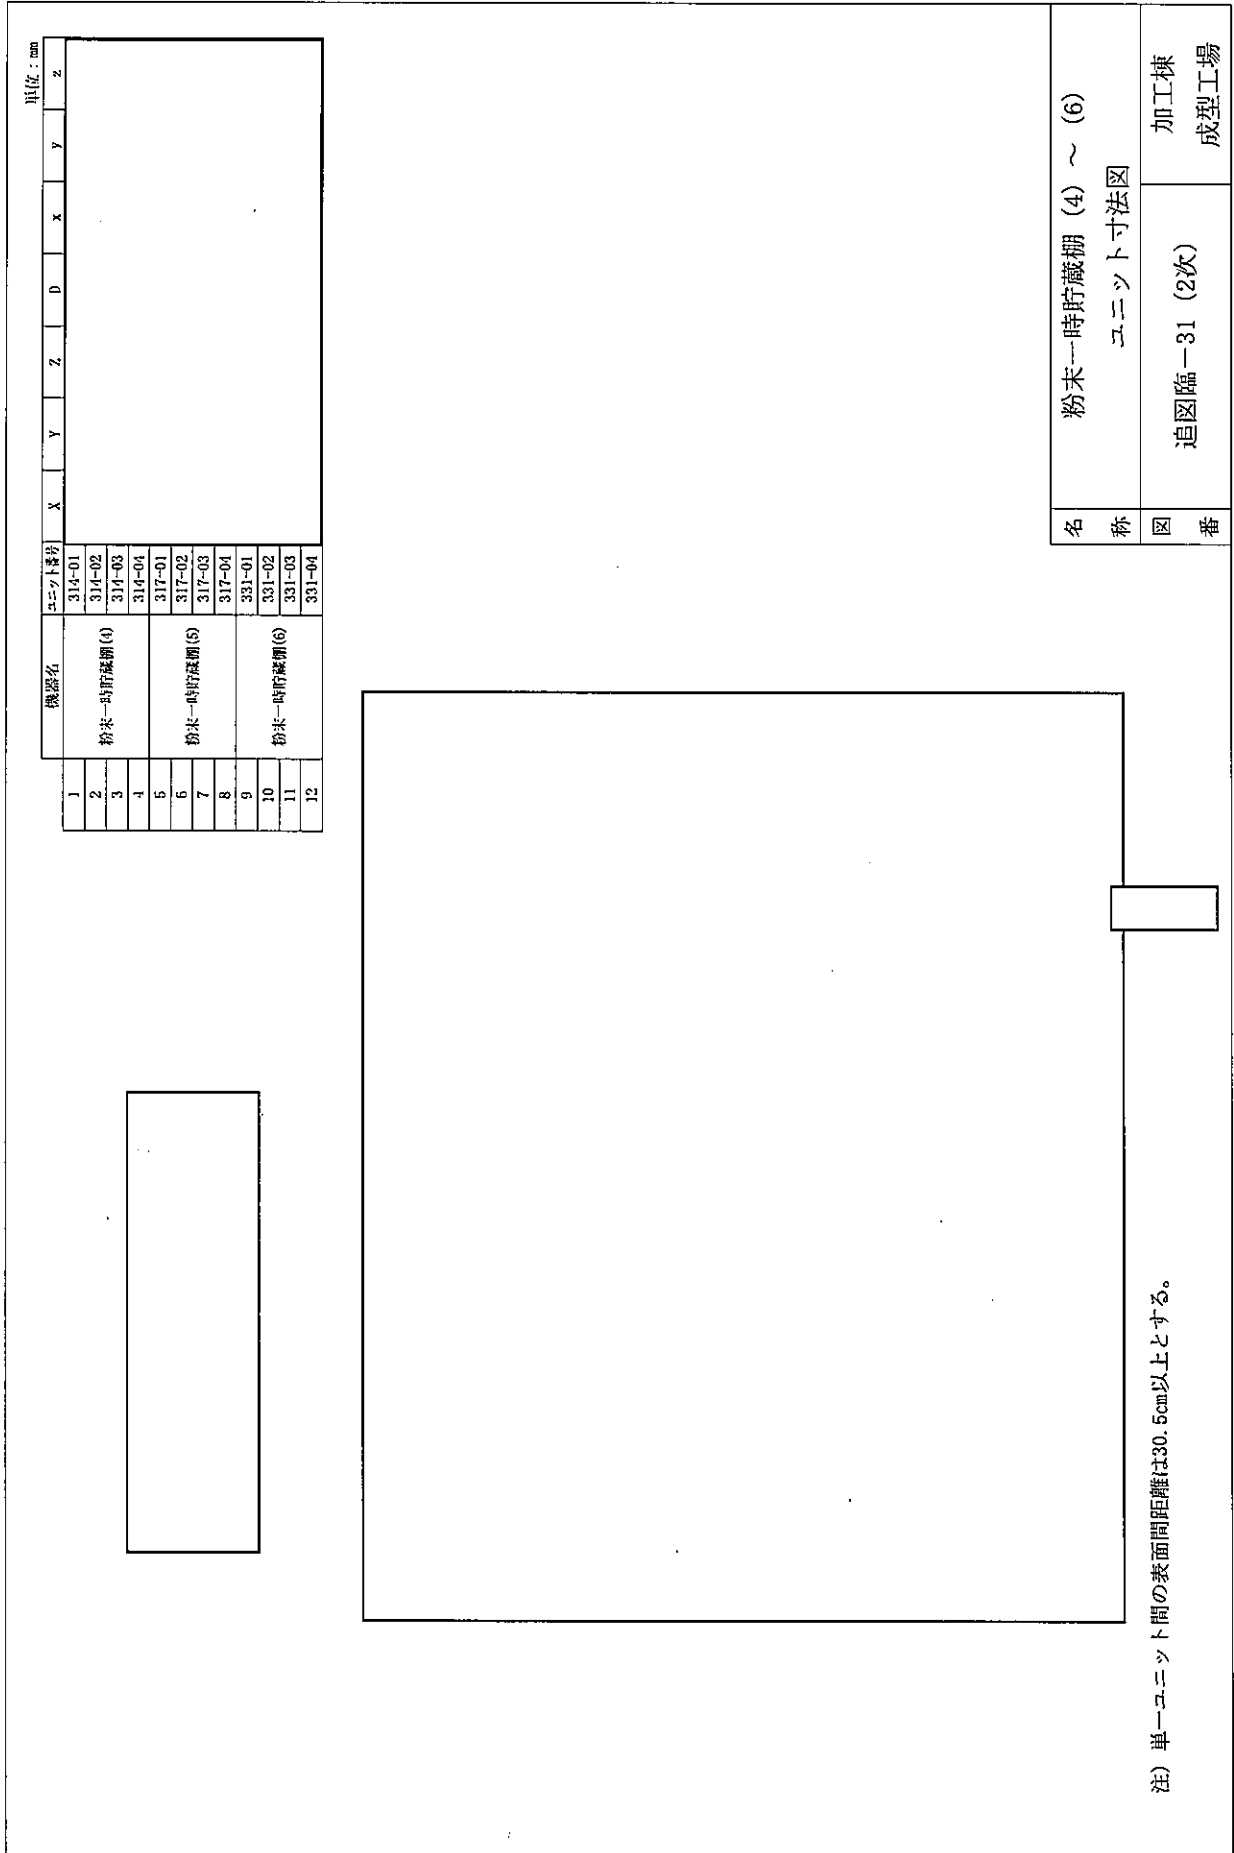 単位:mm
機器名 ユニット番号 X Y Z D x y z
1 粉末一時貯蔵棚(4) 314-01
2 314-02
3 314-03
4 314-04
5 粉末一時貯蔵棚(5) 317-01
6 317-02
7 317-03
8 317-04
9 粉末一時貯蔵棚(6) 331-01
10 331-02
11 331-03
12 331-04
注) 単一ユニット間の表面間距離は30.5cm以上とする。
名称 粉末一時貯蔵棚 (4) ~ (6)
ユニット寸法図
図番 追図臨-31 (2次)
加工棟
成型工場